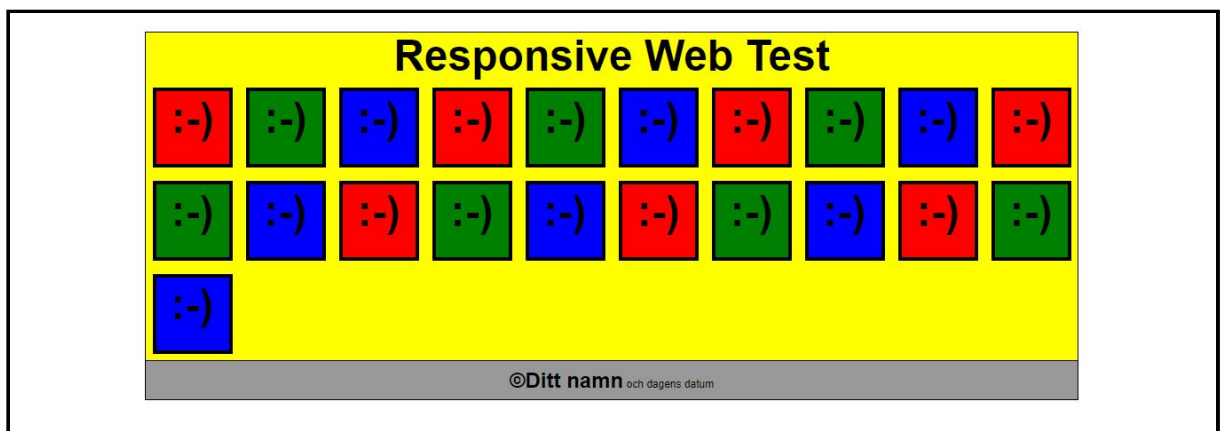 Responsive Web Test
:-) :-) :-) :-) :-) :-) :-) :-) :-) :-)
:-) :-) :-) :-) :-) :-) :-) :-) :-) :-)
:-)
©Ditt namn och dagens datum